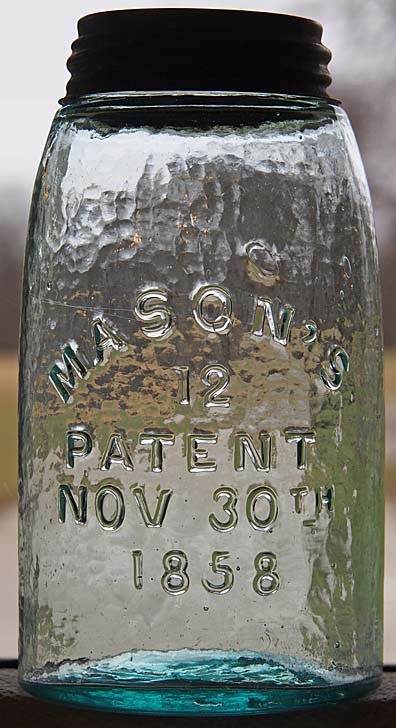 MASON'S
12
PATENT
NOV 30TH
1858